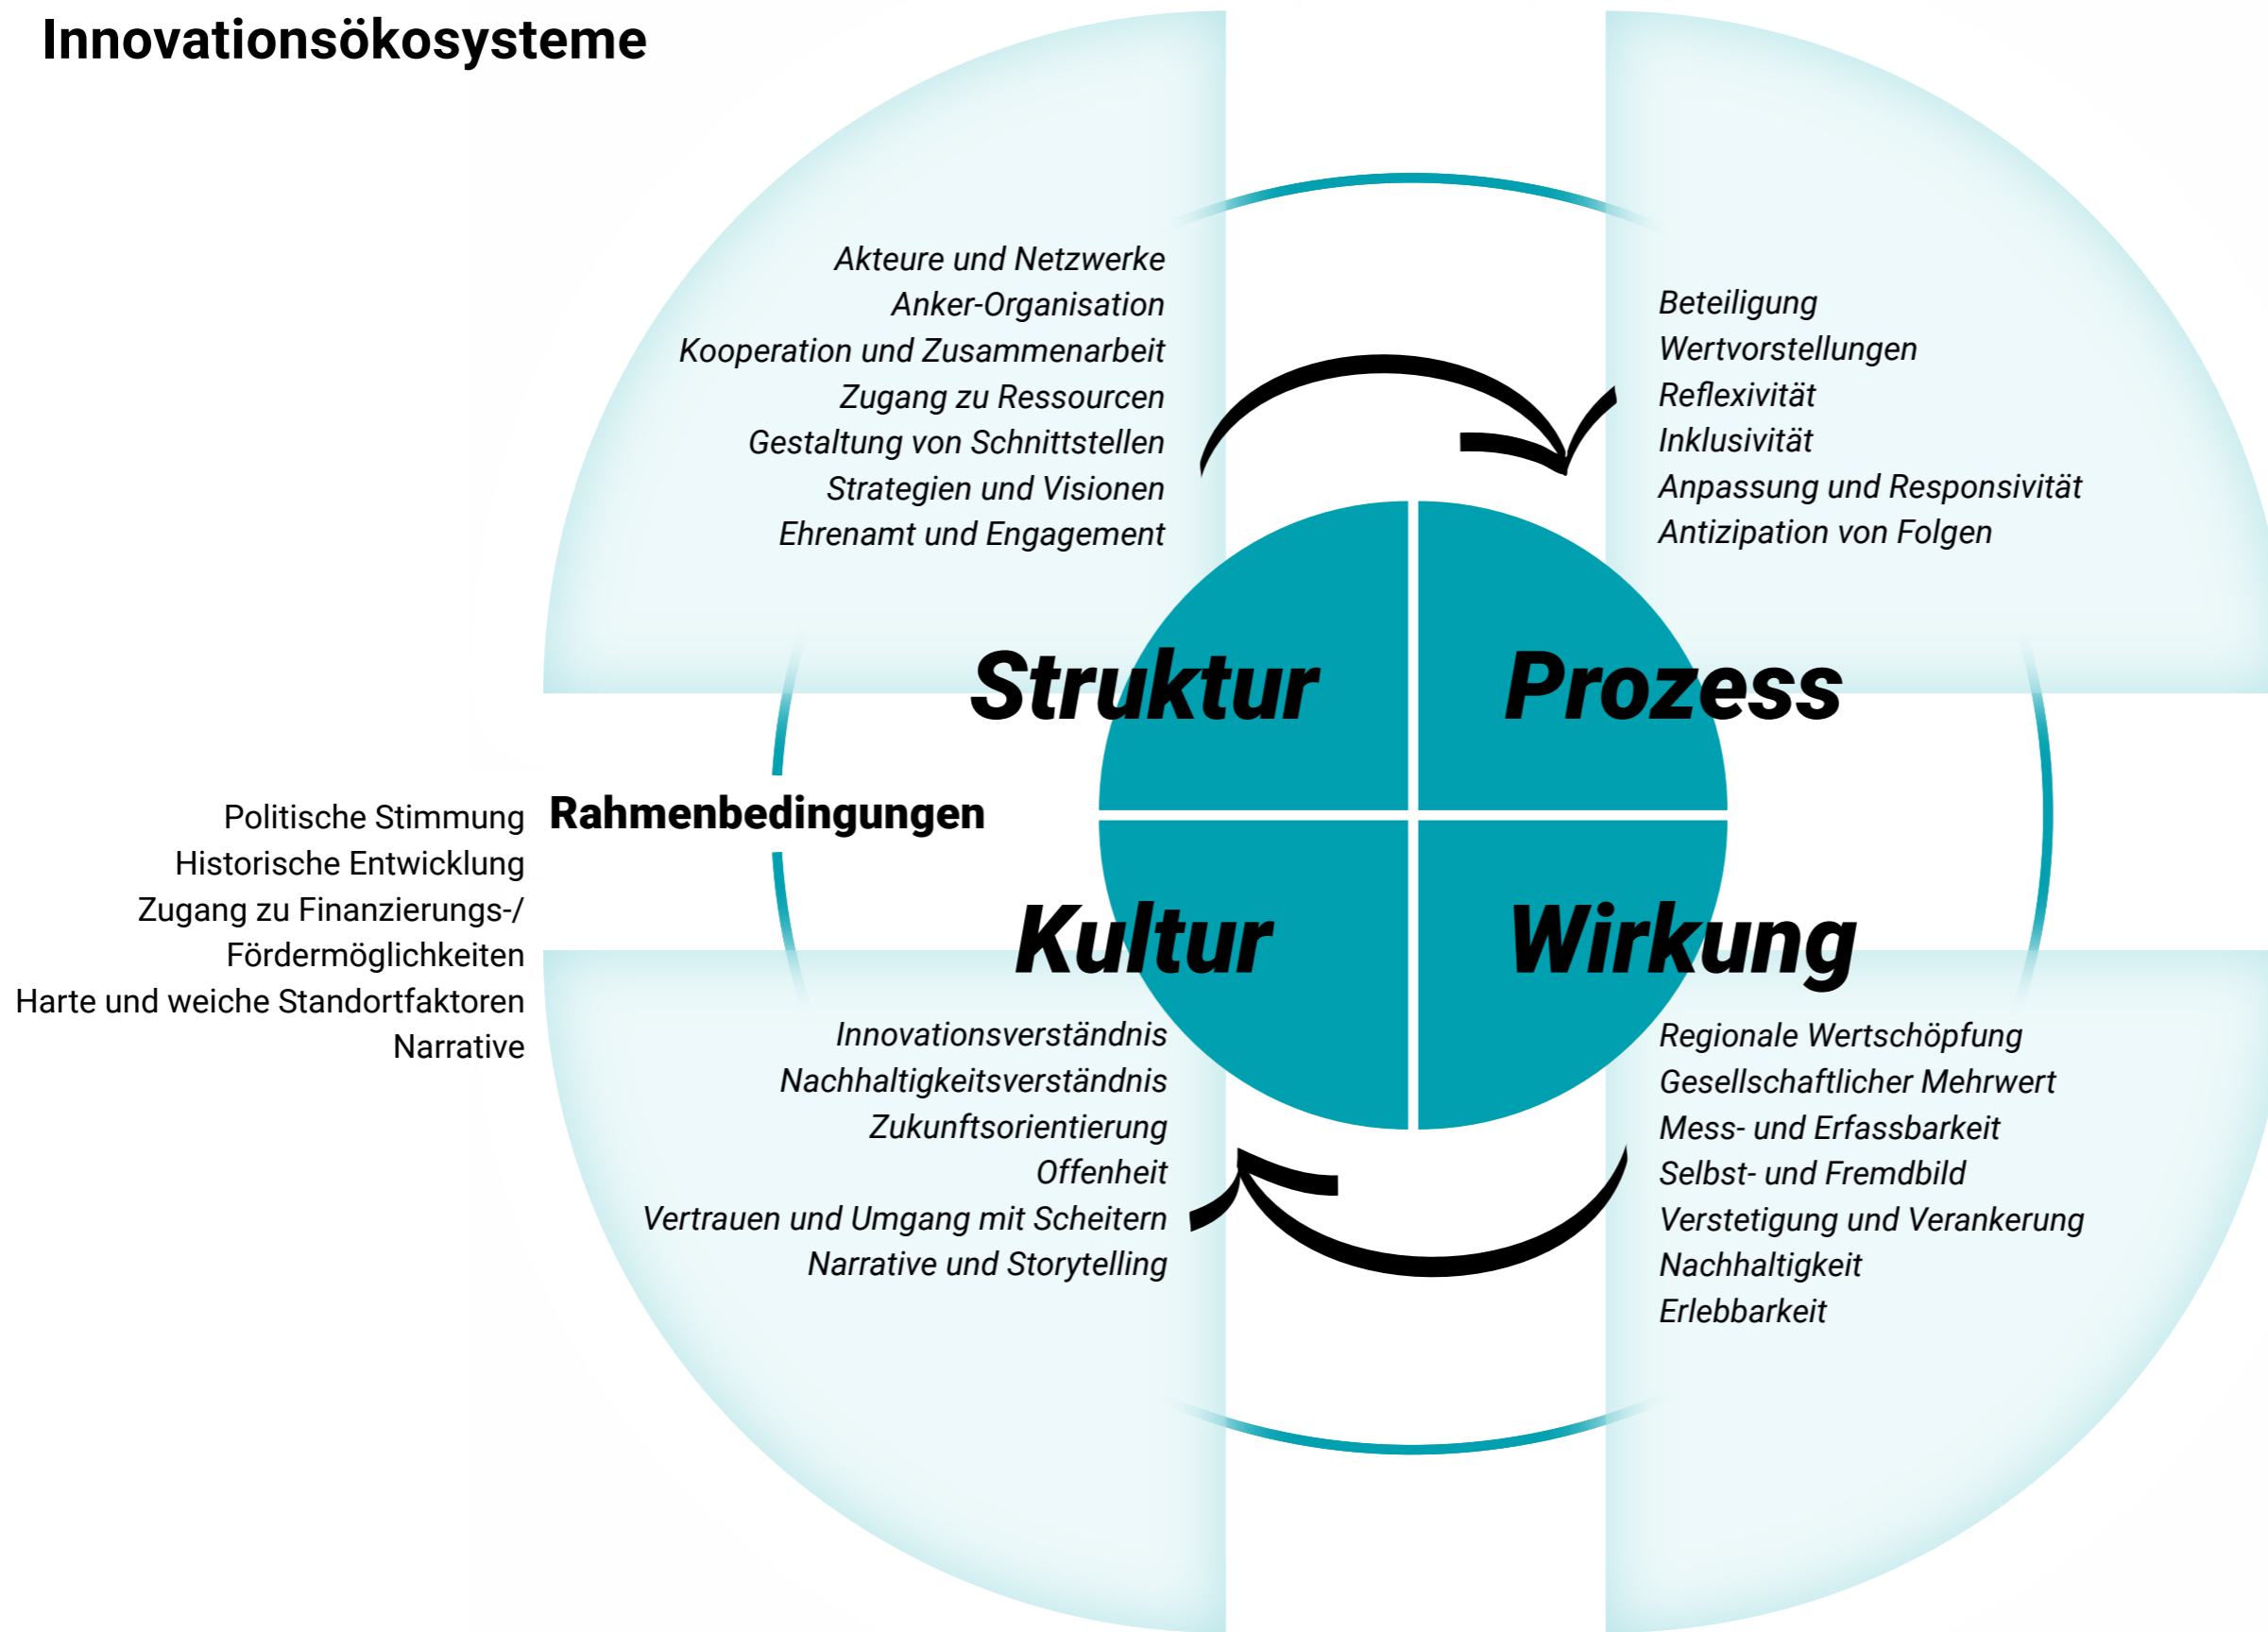 Innovationsökosysteme
Akteure und Netzwerke
Anker-Organisation
Kooperation und Zusammenarbeit
Zugang zu Ressourcen
Gestaltung von Schnittstellen
Strategien und Visionen
Ehrenamt und Engagement
Beteiligung
Wertvorstellungen
Reflexivität
Inklusivität
Anpassung und Responsivität
Antizipation von Folgen
Struktur
Prozess
Rahmenbedingungen
Politische Stimmung
Historische Entwicklung
Zugang zu Finanzierungs-/
Fördermöglichkeiten
Harte und weiche Standortfaktoren
Narrative
Kultur
Wirkung
Innovationsverständnis
Nachhaltigkeitsverständnis
Zukunftsorientierung
Offenheit
Vertrauen und Umgang mit Scheitern
Narrative und Storytelling
Regionale Wertschöpfung
Gesellschaftlicher Mehrwert
Mess- und Erfassbarkeit
Selbst- und Fremdbild
Verstetigung und Verankerung
Nachhaltigkeit
Erlebbarkeit